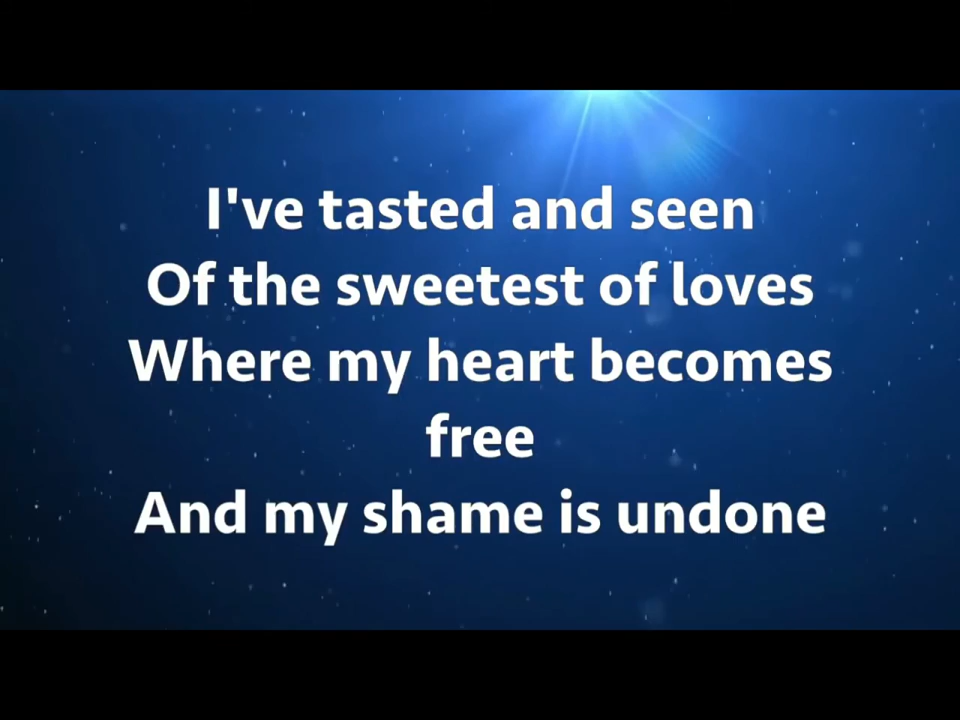 I've tasted and seen
Of the sweetest of loves
Where my heart becomes
free
And my shame is undone